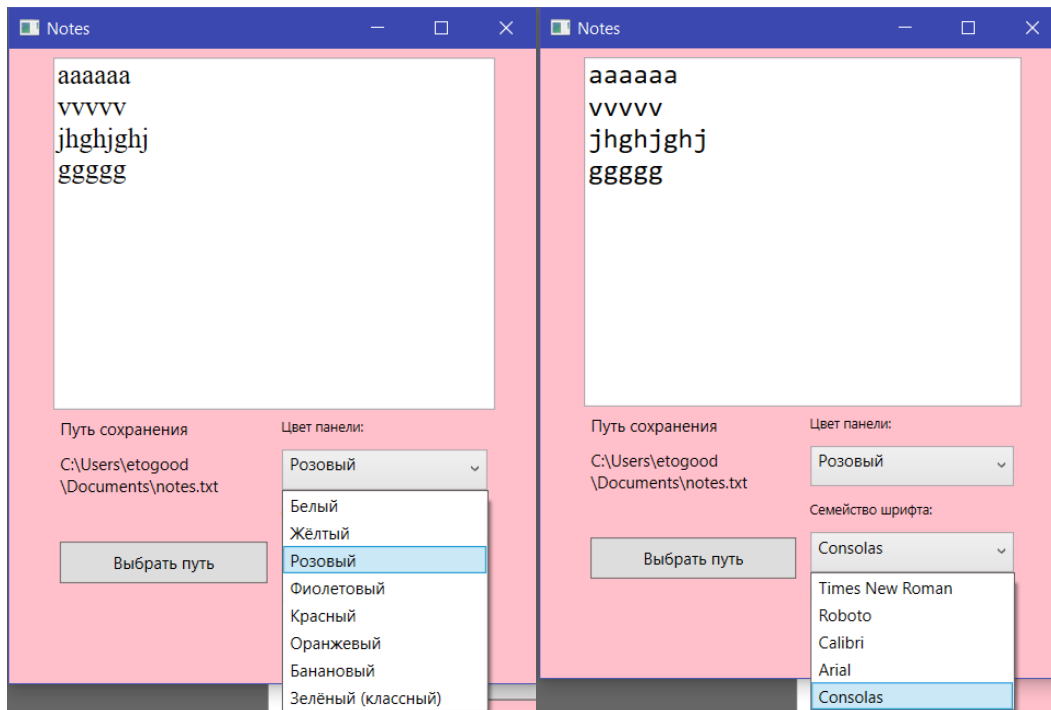 Notes
aaaaaa
vvvvv
jhghjghj
ggggg
Путь сохранения
C:\Users\etogood
\Documents\notes.txt
Выбрать путь
Цвет панели:
Розовый
Белый
Жёлтый
Розовый
Фиолетовый
Красный
Оранжевый
Банановый
Зелёный (классный)
Notes
aaaaaa
vvvvv
jhghjghj
ggggg
Путь сохранения
C:\Users\etogood
\Documents\notes.txt
Выбрать путь
Цвет панели:
Розовый
Семейство шрифта:
Consolas
Times New Roman
Roboto
Calibri
Arial
Consolas